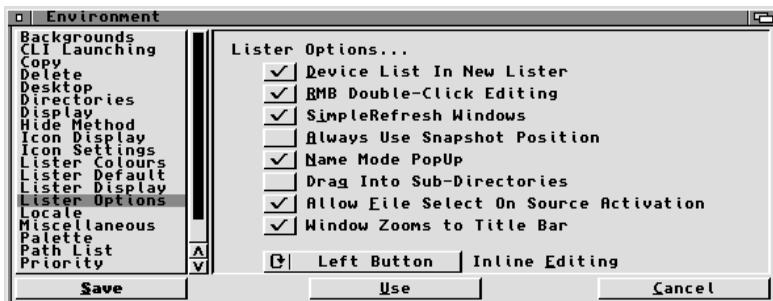 Environment
Backgrounds
CLI Launching
Copy
Delete
Desktop
Directories
Display
Hide Method
Icon Display
Icon Settings
Lister Colours
Lister Default
Lister Display
Lister Options
Locale
Miscellaneous
Palette
Path List
Priority
Lister Options...
Device List In New Lister
RMB Double-Click Editing
SimpleRefresh Windows
Always Use Snapshot Position
Name Mode PopUp
Drag Into Sub-Directories
Allow File Select On Source Activation
Window Zooms to Title Bar
Left Button Inline Editing
Save Use Cancel